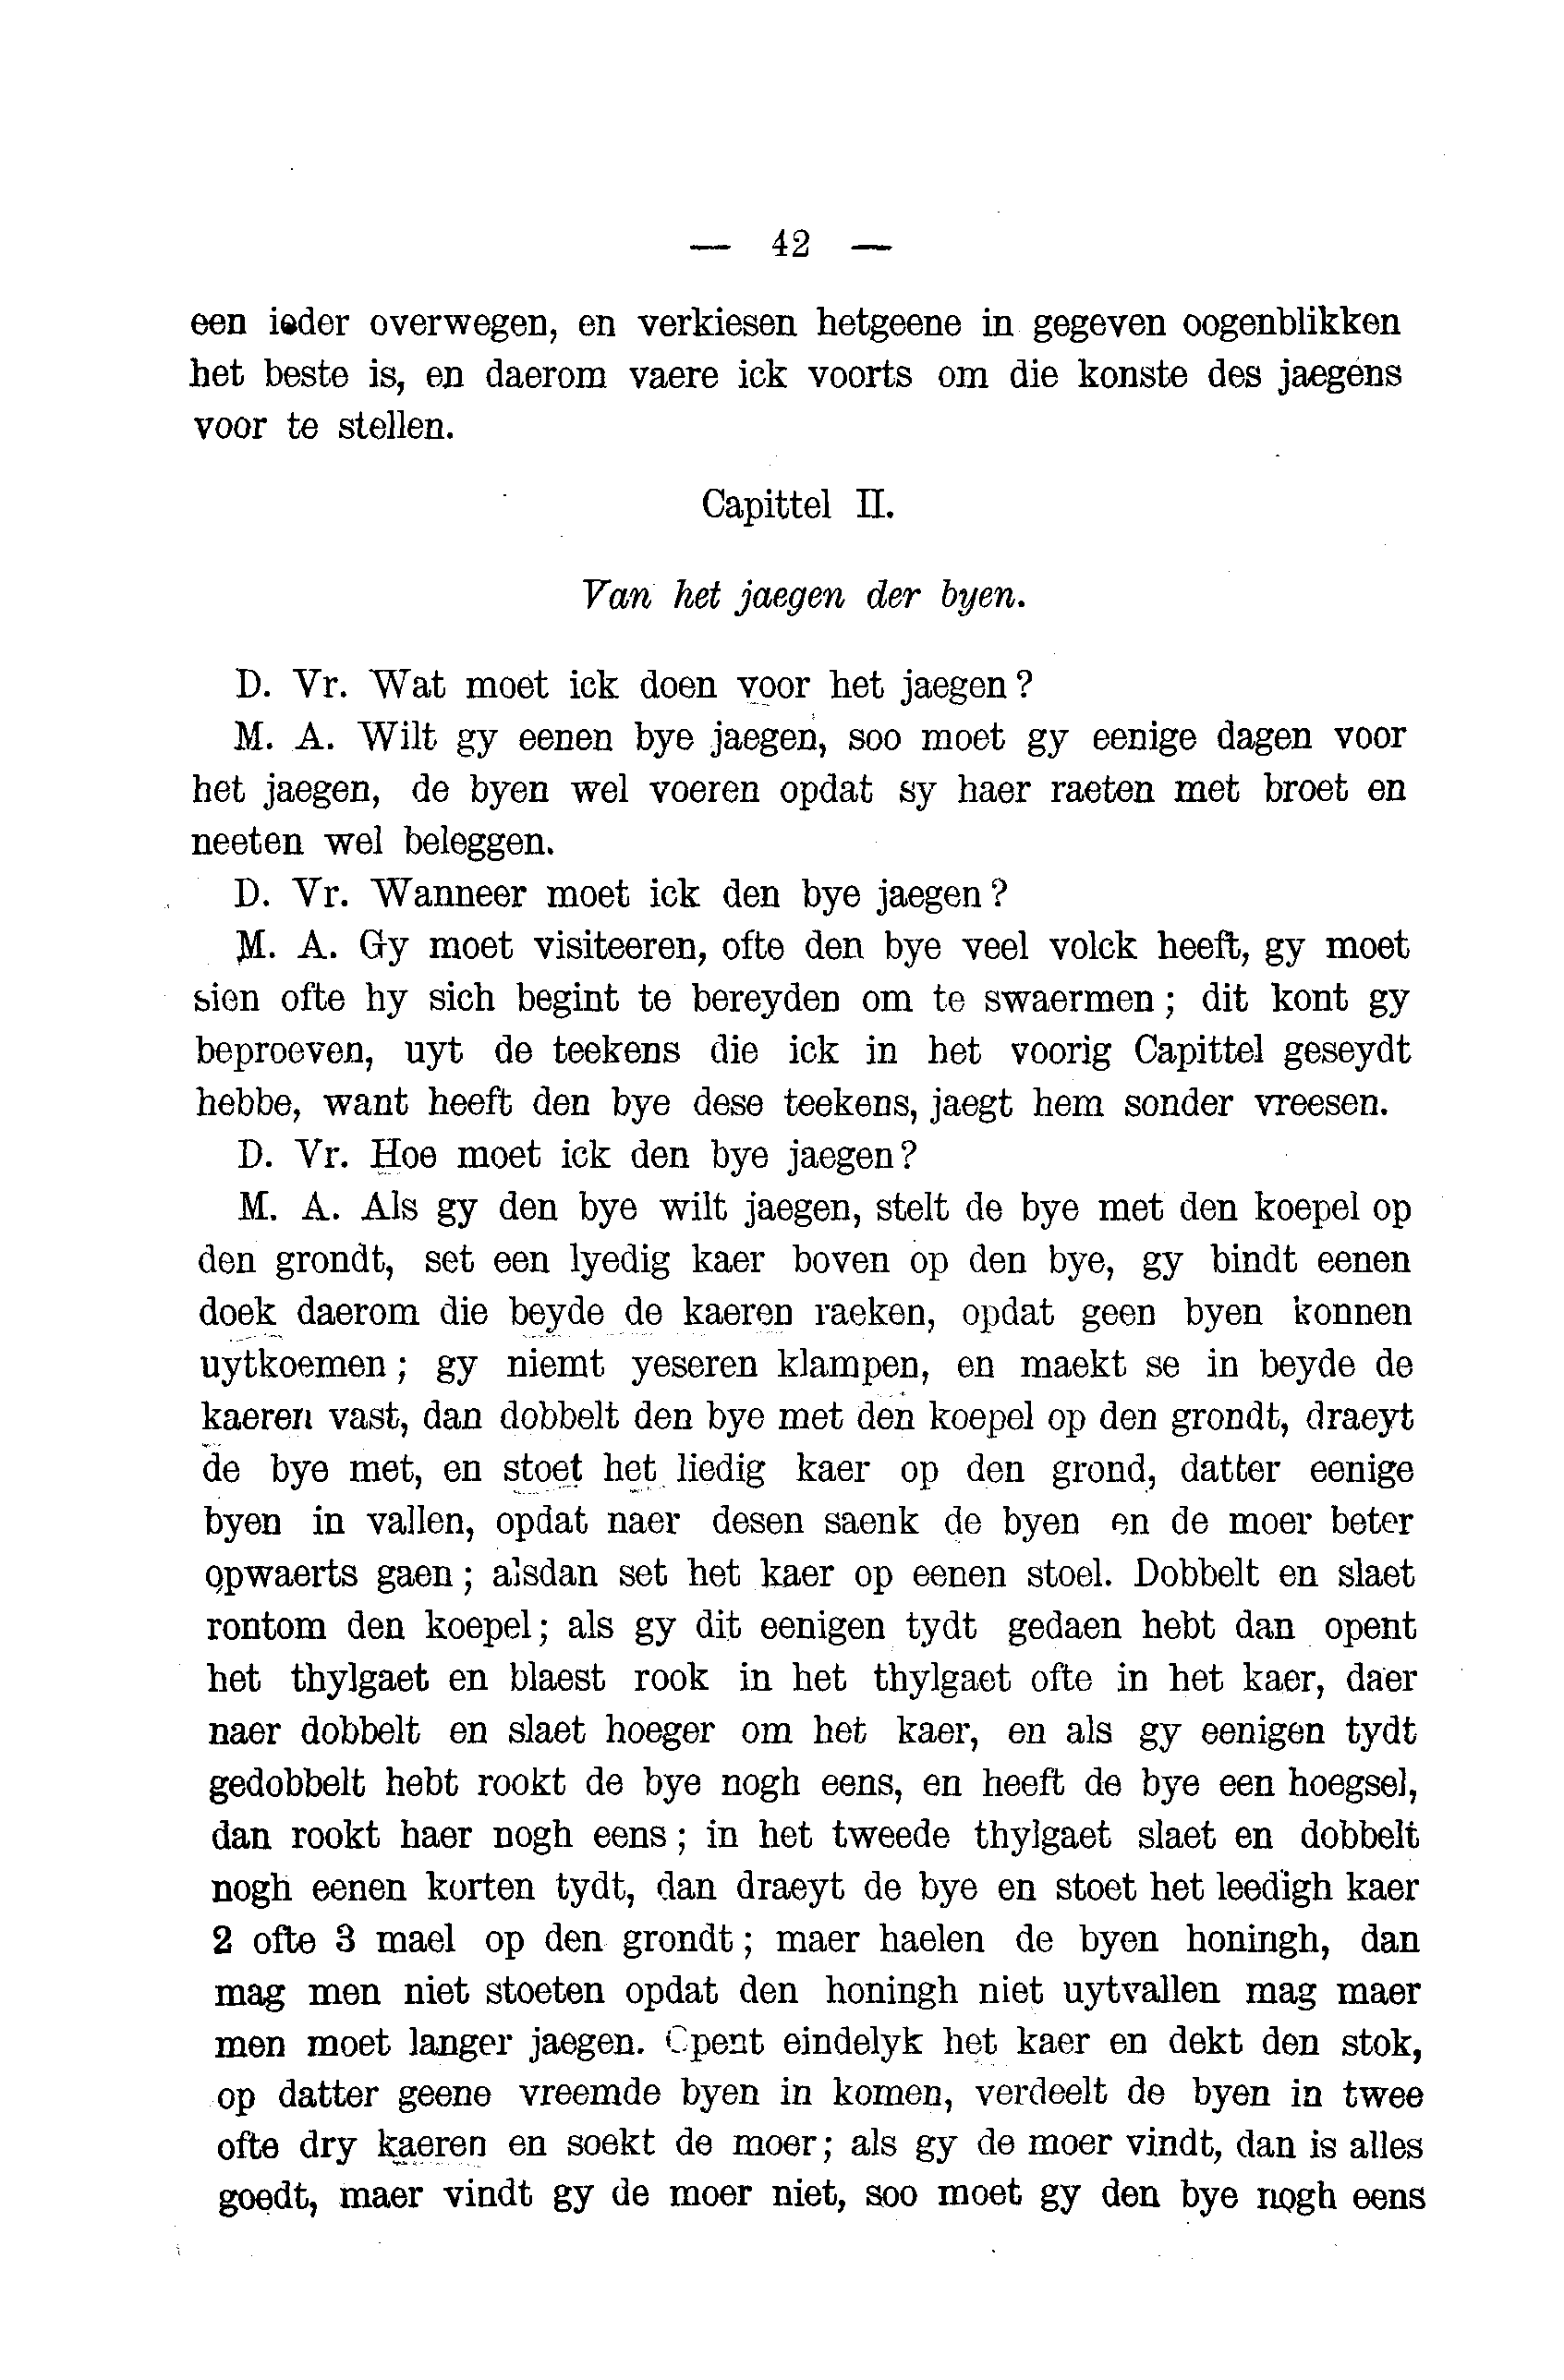 — 42 —
een ieder overwegen, en verkiesen hetgeene in gegeven oogenblikken
het beste is, en daerom vaere ick voorts om die konste des jaegens
voor te stellen.
Capittel II.
Van het jaegen der byen.
D. Vr. Wat moet ick doen voor het jaegen?
M. A. Wilt gy eenen bye jaegen, soo moet gy eenige dagen voor
het jaegen, de byen wel voeren opdat sy haer raeten met broet en
neeten wel beleggen.
D. Vr. Wanneer moet ick den bye jaegen?
M. A. Gy moet visiteeren, ofte den bye veel volck heeft, gy moet
sien ofte hy sich begint te bereyden om te swaermen; dit kont gy
beproeven, uyt de teekens die ick in het voorig Capittel geseydt
hebbe, want heeft den bye dese teekens, jaegt hem sonder vreesen.
D. Vr. Hoe moet ick den bye jaegen?
M. A. Als gy den bye wilt jaegen, stelt de bye met den koepel op
den grondt, set een lyedig kaer boven op den bye, gy bindt eenen
doek daerom die beyde de kaeren raeken, opdat geen byen konnen
uytkoemen; gy niemt yeseren klampen, en maekt se in beyde de
kaeren vast, dan dobbelt den bye met den koepel op den grondt, draeyt
de bye met, en stoet het liedig kaer op den grond, datter eenige
byen in vallen, opdat naer desen saenk de byen en de moer beter
opwaerts gaen; alsdan set het kaer op eenen stoel. Dobbelt en slaet
rontom den koepel; als gy dit eenigen tydt gedaen hebt dan opent
het thylgaet en blaest rook in het thylgaet ofte in het kaer, daer
naer dobbelt en slaet hoeger om het kaer, en als gy eenigen tydt
gedobbelt hebt rookt de bye nogh eens, en heeft de bye een hoegsel,
dan rookt haer nogh eens; in het tweede thylgaet slaet en dobbelt
nogh eenen korten tydt, dan draeyt de bye en stoet het leedigh kaer
2 ofte 3 mael op den grondt; maer haelen de byen honingh, dan
mag men niet stoeten opdat den honingh niet uytvallen mag maer
men moet langer jaegen. Opent eindelyk het kaer en dekt den stok,
op datter geene vreemde byen in komen, verdeelt de byen in twee
ofte dry kaeren en soekt de moer; als gy de moer vindt, dan is alles
goedt, maer vindt gy de moer niet, soo moet gy den bye nogh eens